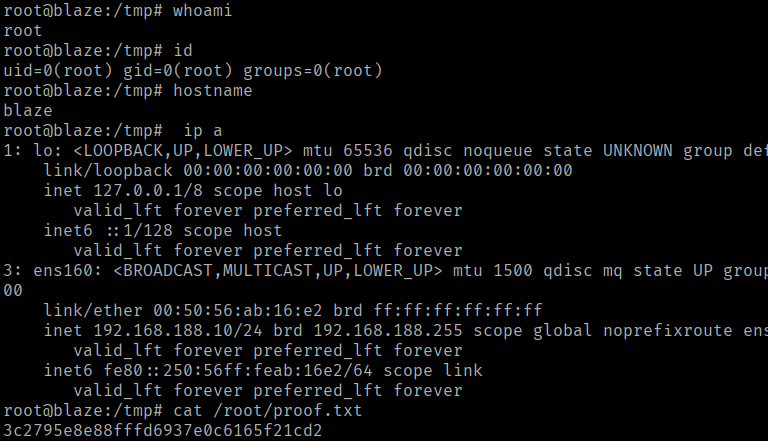 root@blaze:/tmp# whoami
root
root@blaze:/tmp# id
uid=0(root) gid=0(root) groups=0(root)
root@blaze:/tmp# hostname
blaze
root@blaze:/tmp#  ip a
1: lo: <LOOPBACK,UP,LOWER_UP> mtu 65536 qdisc noqueue state UNKNOWN group def
    link/loopback 00:00:00:00:00:00 brd 00:00:00:00:00:00
    inet 127.0.0.1/8 scope host lo
       valid_lft forever preferred_lft forever
    inet6 ::1/128 scope host
       valid_lft forever preferred_lft forever
3: ens160: <BROADCAST,MULTICAST,UP,LOWER_UP> mtu 1500 qdisc mq state UP group
00
    link/ether 00:50:56:ab:16:e2 brd ff:ff:ff:ff:ff:ff
    inet 192.168.188.10/24 brd 192.168.188.255 scope global noprefixroute ens
       valid_lft forever preferred_lft forever
    inet6 fe80::250:56ff:feab:16e2/64 scope link
       valid_lft forever preferred_lft forever
root@blaze:/tmp# cat /root/proof.txt
3c2795e8e88fffd6937e0c6165f21cd2